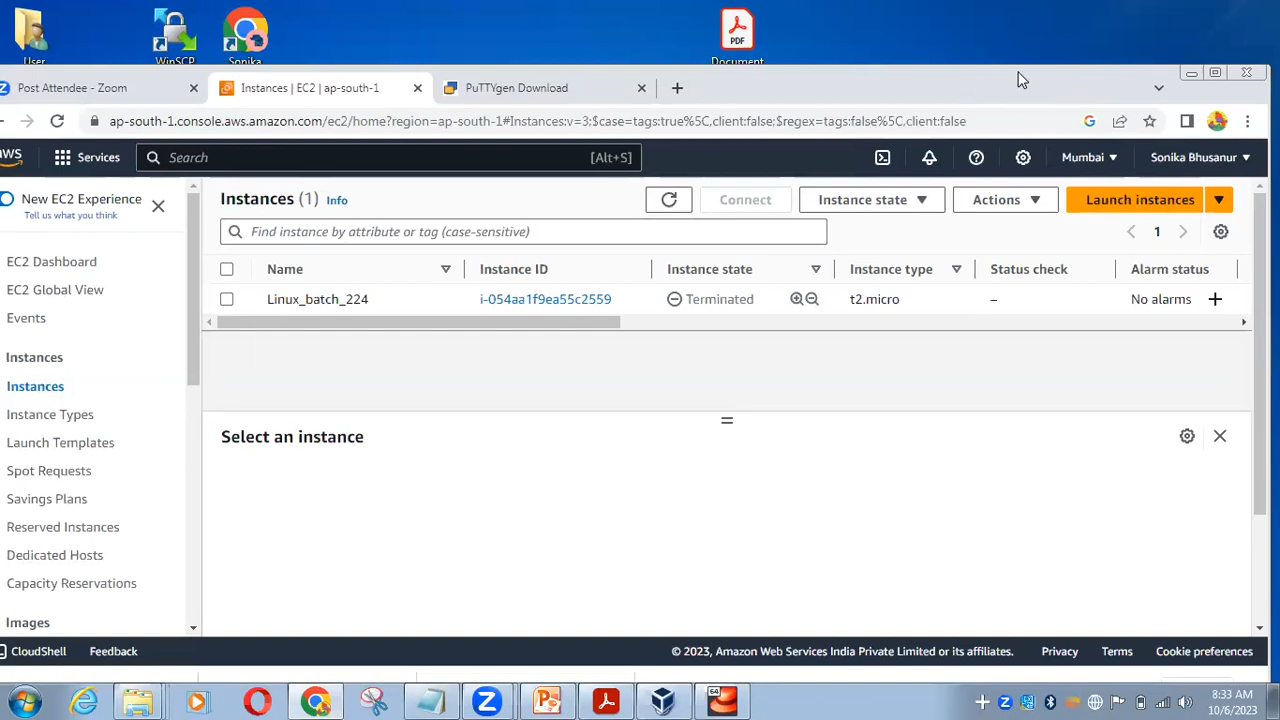 User
WinSCP
Sonika
PDF
Document
Post Attendee - Zoom
Instances | EC2 | ap-south-1
PuTTYgen Download
ap-south-1.console.aws.amazon.com/ec2/home?region=ap-south-1#Instances:v=3;$case=tags:true%5C,client:false;$regex=tags:false%5C,client:false
aws
Services
Search
[Alt+S]
Mumbai
Sonika Bhusanur
New EC2 Experience
Tell us what you think
EC2 Dashboard
EC2 Global View
Events
Instances
Instances
Instance Types
Launch Templates
Spot Requests
Savings Plans
Reserved Instances
Dedicated Hosts
Capacity Reservations
Images
Instances (1) Info
Connect
Instance state
Actions
Launch instances
Find instance by attribute or tag (case-sensitive)
1
Name
Instance ID
Instance state
Instance type
Status check
Alarm status
Linux_batch_224
i-054aa1f9ea55c2559
Terminated
t2.micro
–
No alarms
Select an instance
CloudShell
Feedback
© 2023, Amazon Web Services India Private Limited or its affiliates.
Privacy
Terms
Cookie preferences
64
8:33 AM
10/6/2023